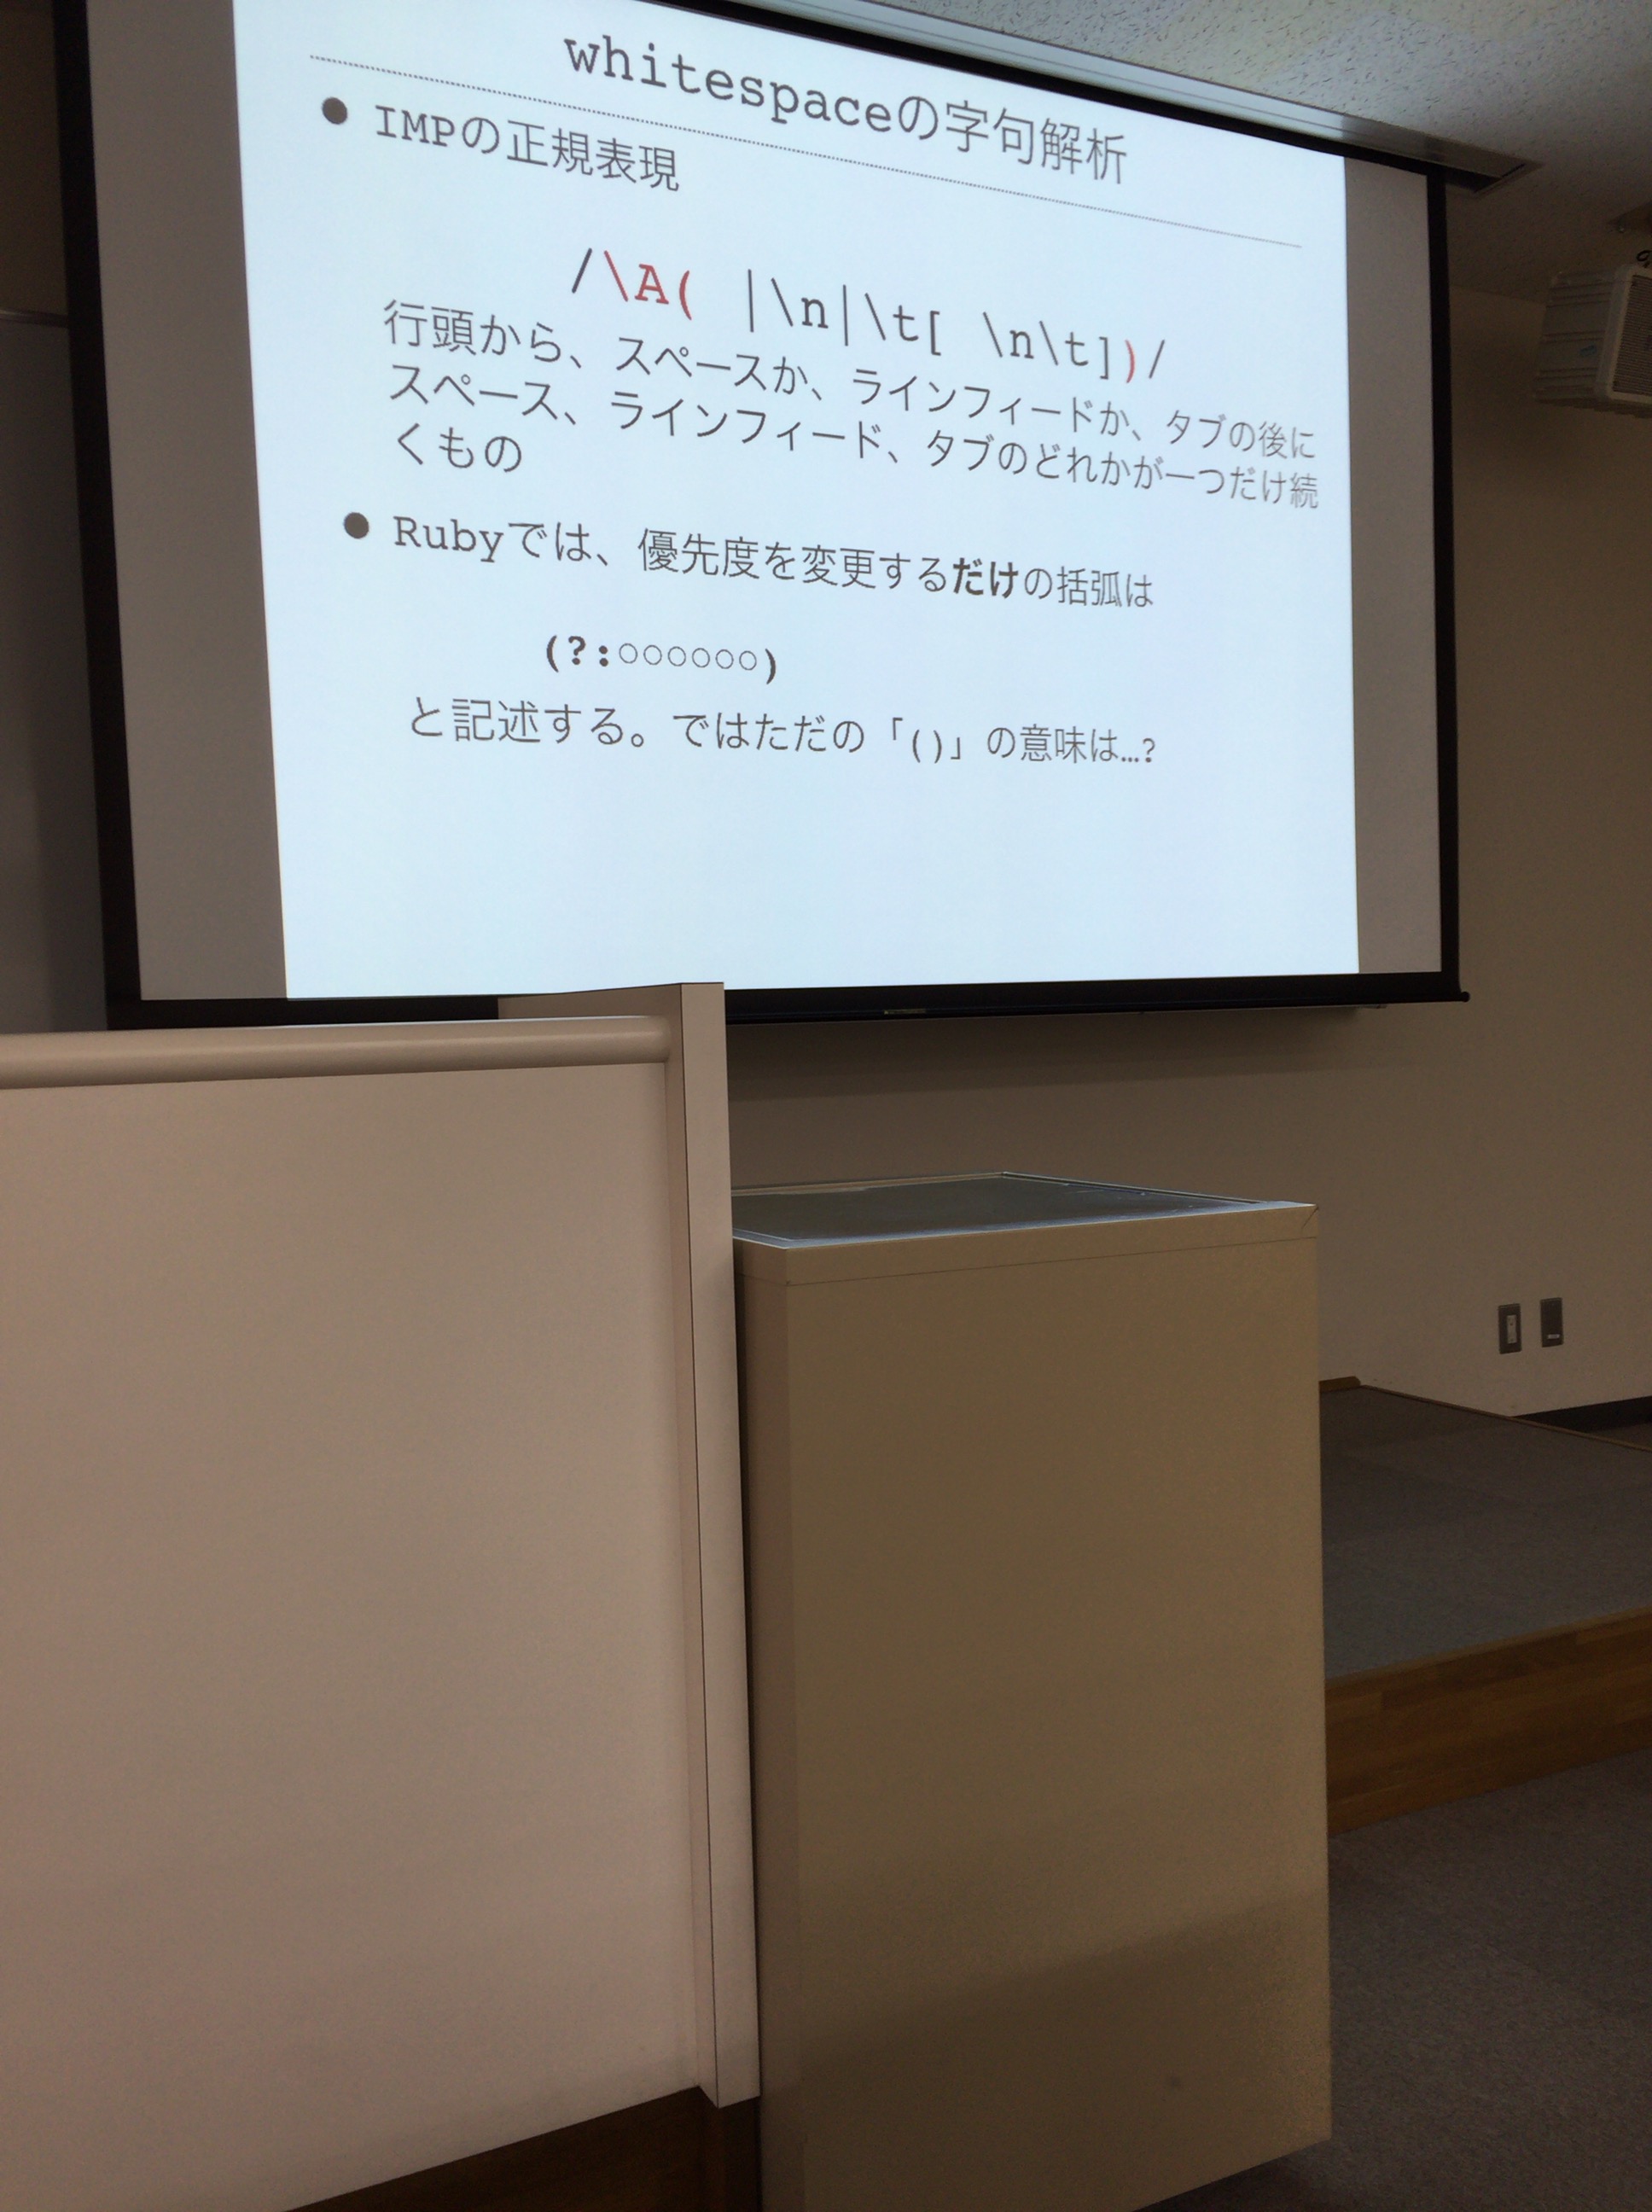 whitespaceの字句解析
● IMPの正規表現
/\A( |\n|\t[ \n\t])/
行頭から、スペースか、ラインフィードか、タブの後に
スペース、ラインフィード、タブのどれかが一つだけ続
くもの
● Rubyでは、優先度を変更するだけの括弧は
(?:○○○○○○)
と記述する。ではただの「()」の意味は…?